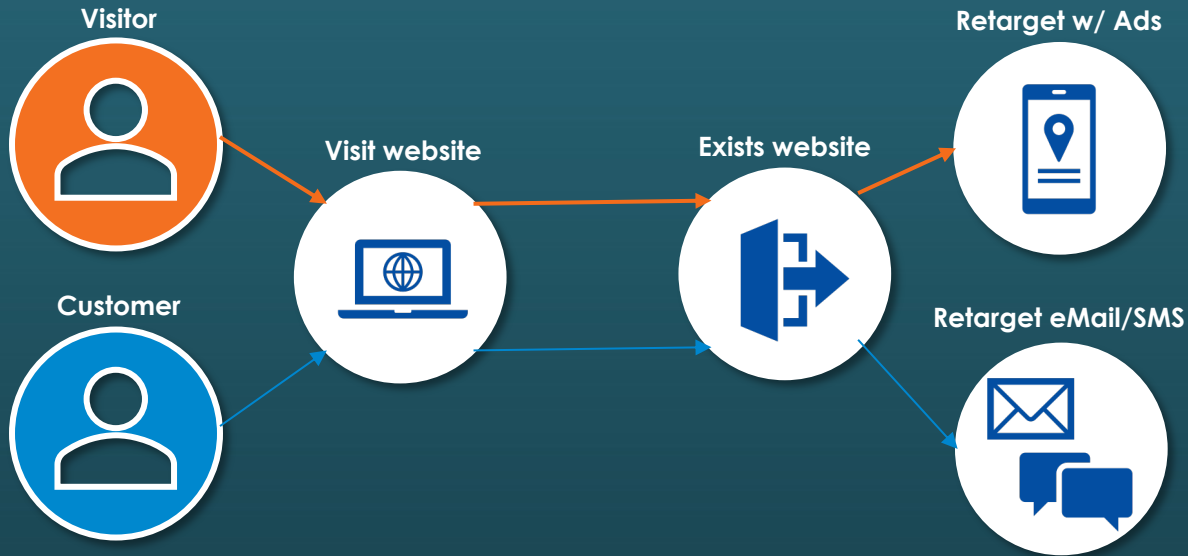 Visitor
Retarget w/ Ads
Visit website
Exists website
Customer
Retarget eMail/SMS